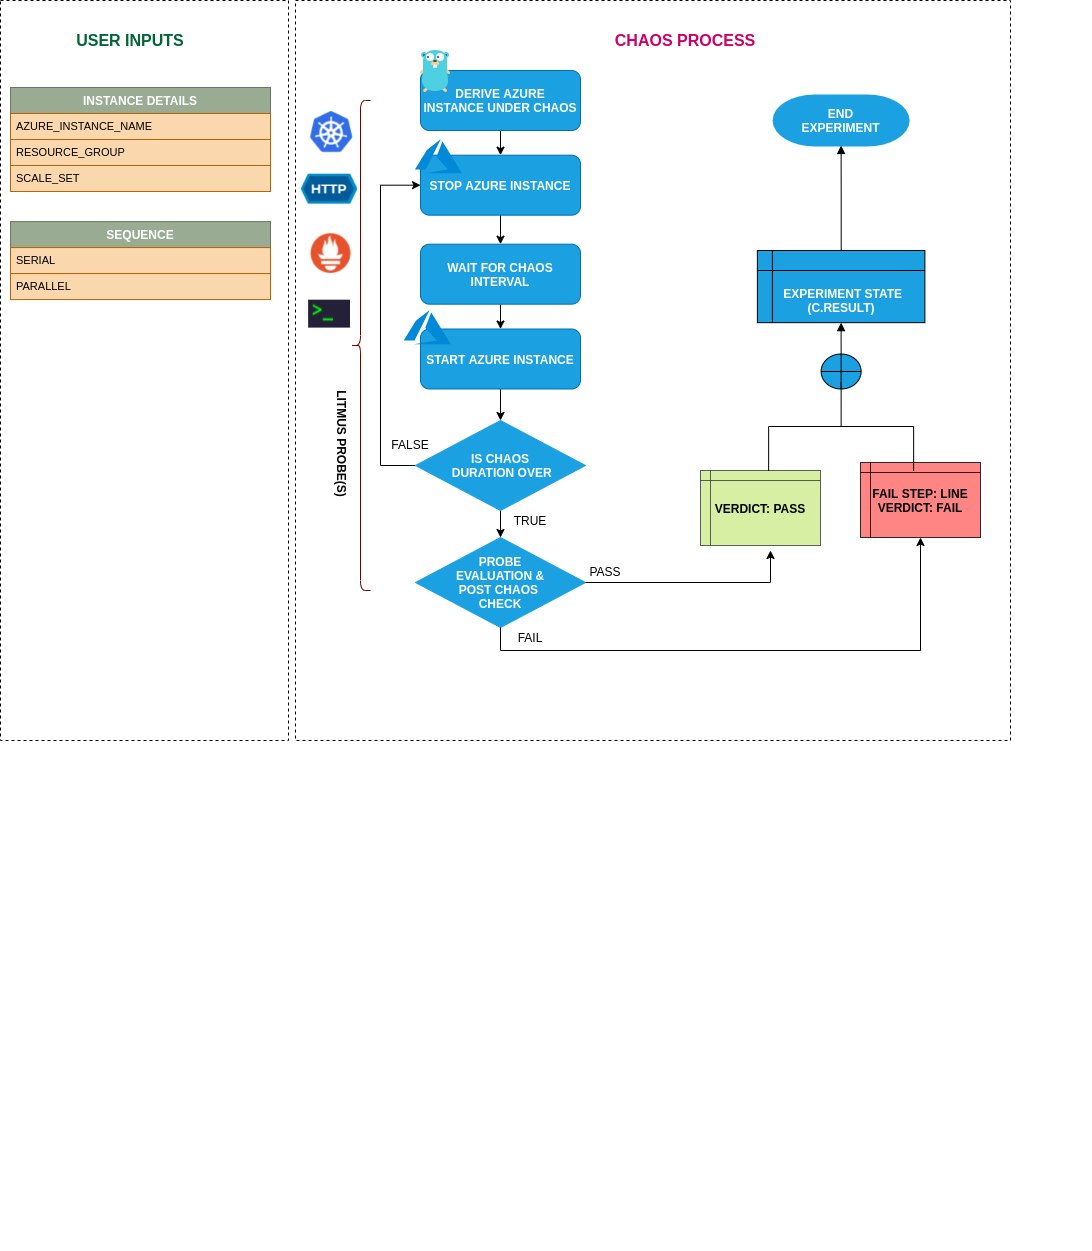 USER INPUTS
INSTANCE DETAILS
AZURE_INSTANCE_NAME
RESOURCE_GROUP
SCALE_SET
SEQUENCE
SERIAL
PARALLEL
CHAOS PROCESS
HTTP
>_
LITMUS PROBE(S)
DERIVE AZURE
INSTANCE UNDER CHAOS
STOP AZURE INSTANCE
WAIT FOR CHAOS
INTERVAL
START AZURE INSTANCE
FALSE
IS CHAOS
DURATION OVER
TRUE
PROBE
EVALUATION &
POST CHAOS
CHECK
PASS
FAIL
VERDICT: PASS
FAIL STEP: LINE
VERDICT: FAIL
EXPERIMENT STATE
(C.RESULT)
END
EXPERIMENT